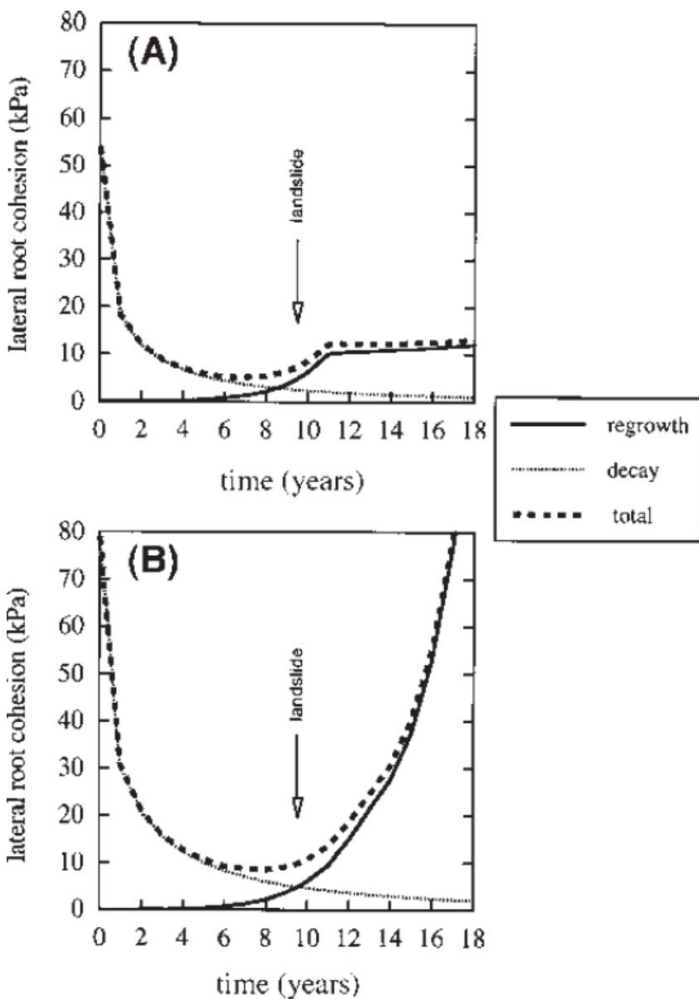 (A)
lateral root cohesion (kPa)
80
70
60
50
40
30
20
10
0
landslide
0 2 4 6 8 10 12 14 16 18
time (years)
regrowth
decay
total
(B)
lateral root cohesion (kPa)
80
70
60
50
40
30
20
10
0
landslide
0 2 4 6 8 10 12 14 16 18
time (years)